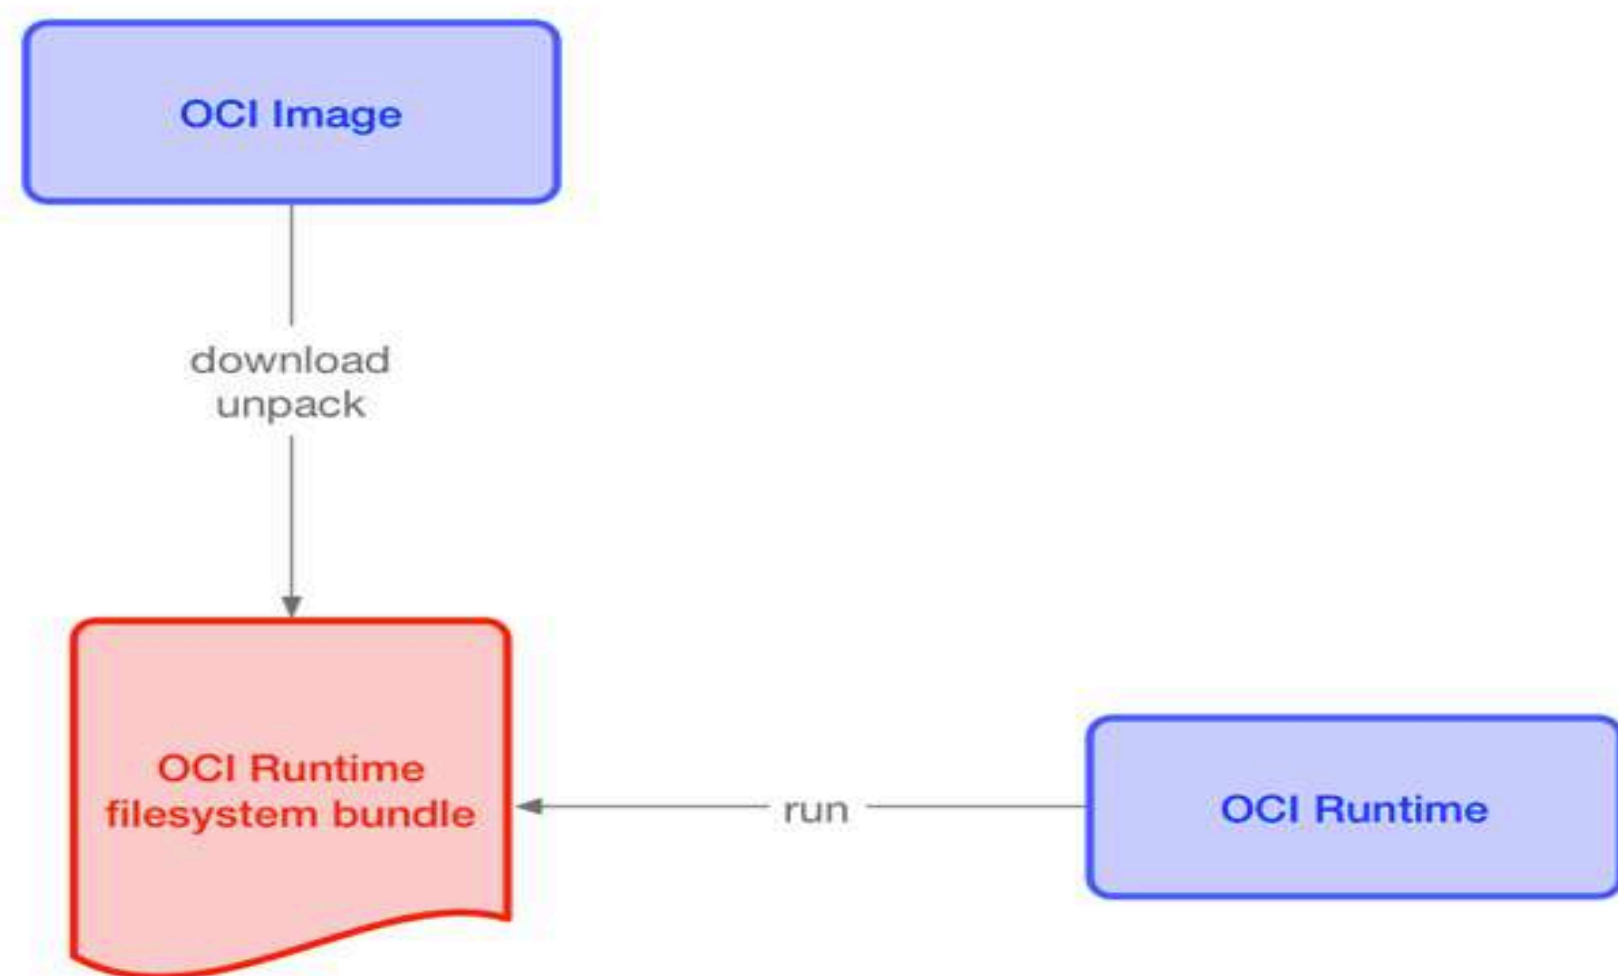 OCI Image
download
unpack
OCI Runtime
filesystem bundle
run
OCI Runtime